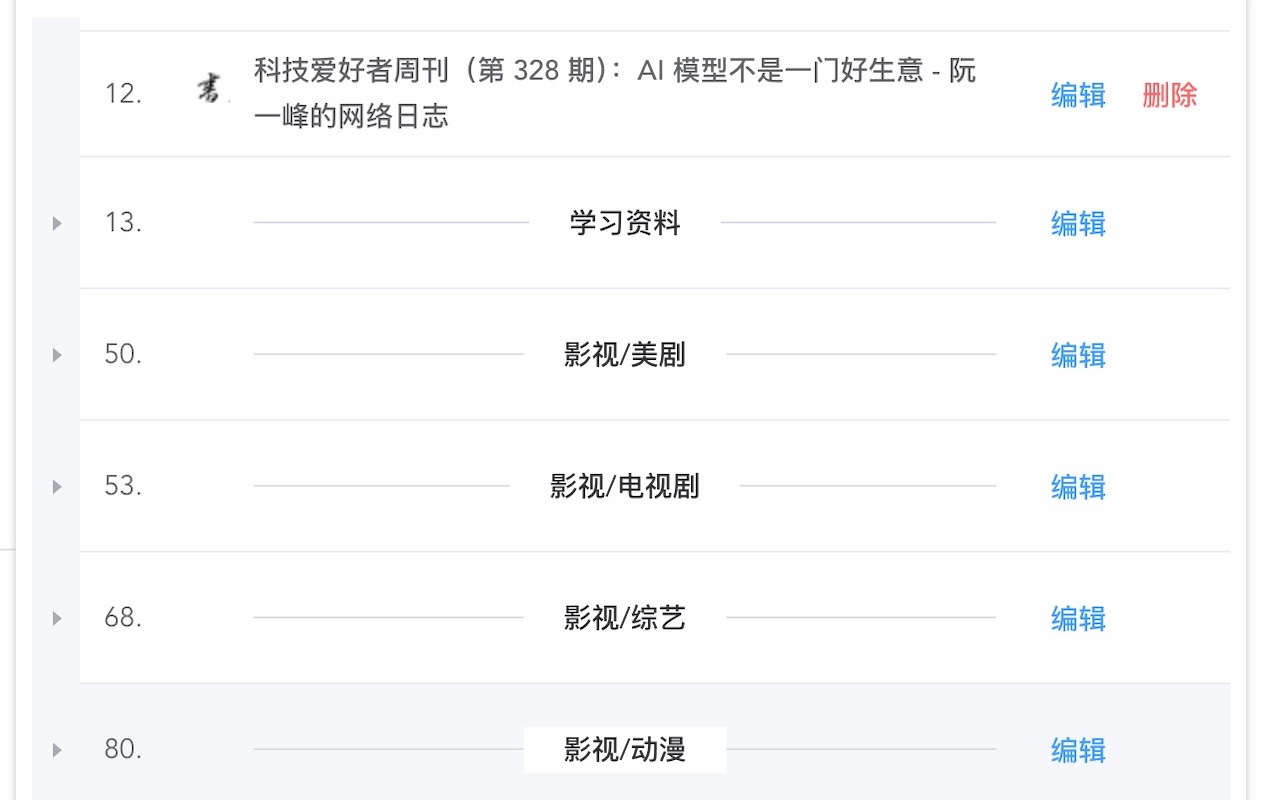 科技爱好者周刊（第 328 期）：AI 模型不是一门好生意 - 阮
12. 書 编辑 删除
一峰的网络日志
13. 学习资料 编辑
50. 影视/美剧 编辑
53. 影视/电视剧 编辑
68. 影视/综艺 编辑
80. 影视/动漫 编辑